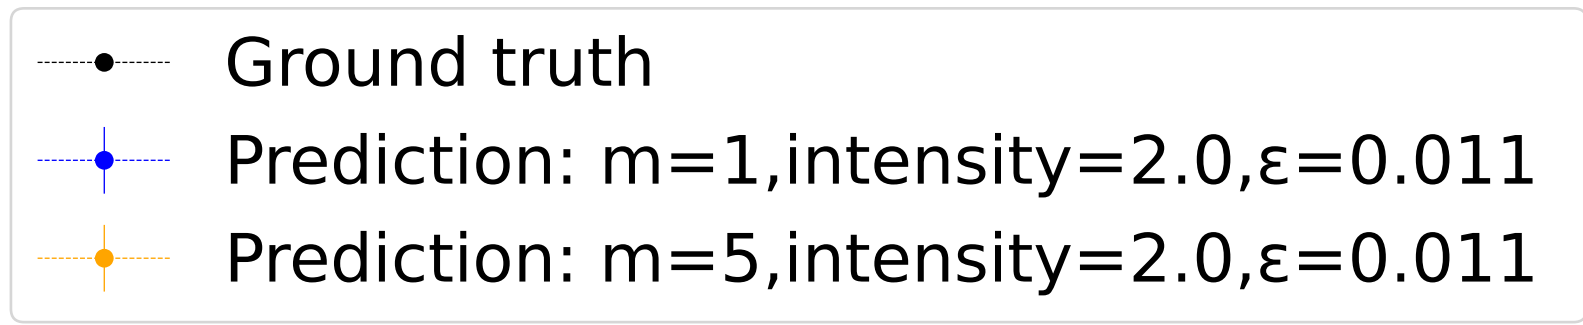 Ground truth
Prediction: m=1,intensity=2.0,ε=0.011
Prediction: m=5,intensity=2.0,ε=0.011